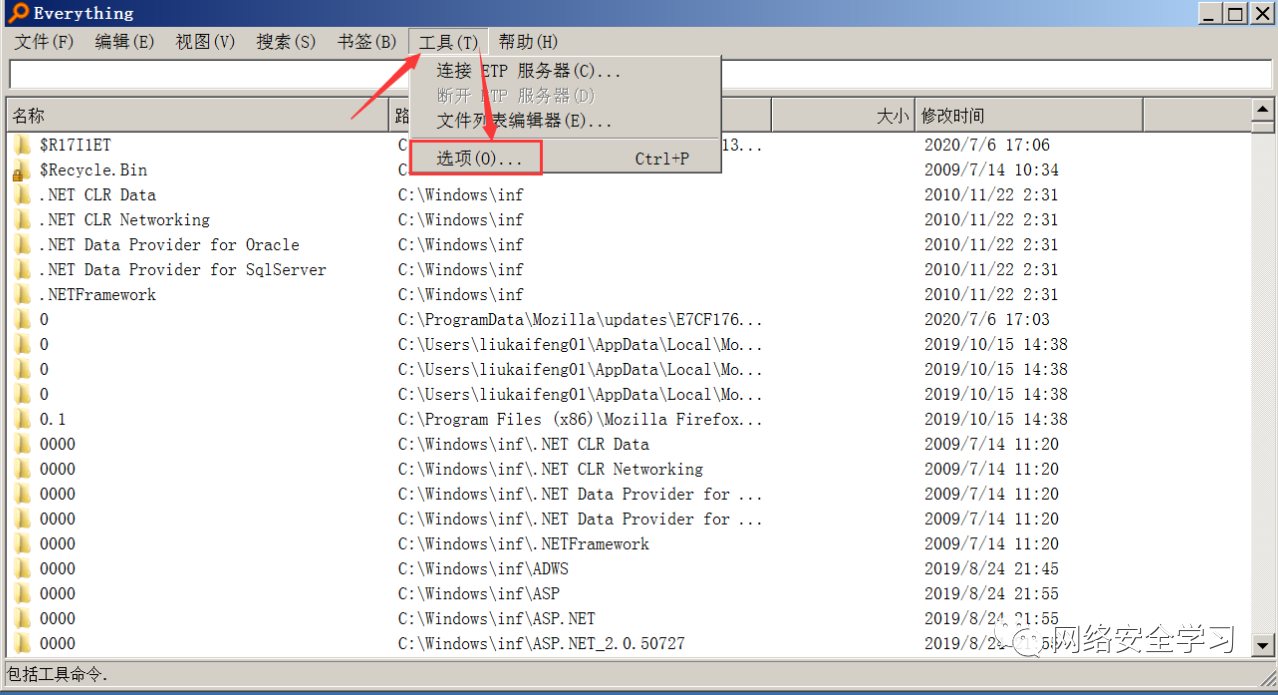 Everything
文件(F) 编辑(E) 视图(V) 搜索(S) 书签(B) 工具(T) 帮助(H)
连接 ETP 服务器(C)...
断开 ETP 服务器(D)
文件列表编辑器(E)...
选项(O)... Ctrl+P
名称 路 大小 修改时间
$R17I1ET C 13... 2020/7/6 17:06
$Recycle.Bin C: 2009/7/14 10:34
.NET CLR Data C:\Windows\inf 2010/11/22 2:31
.NET CLR Networking C:\Windows\inf 2010/11/22 2:31
.NET Data Provider for Oracle C:\Windows\inf 2010/11/22 2:31
.NET Data Provider for SqlServer C:\Windows\inf 2010/11/22 2:31
.NETFramework C:\Windows\inf 2010/11/22 2:31
0 C:\ProgramData\Mozilla\updates\E7CF176... 2020/7/6 17:03
0 C:\Users\liukaifeng01\AppData\Local\Mo... 2019/10/15 14:38
0 C:\Users\liukaifeng01\AppData\Local\Mo... 2019/10/15 14:38
0 C:\Users\liukaifeng01\AppData\Local\Mo... 2019/10/15 14:38
0.1 C:\Program Files (x86)\Mozilla Firefox... 2019/10/15 14:38
0000 C:\Windows\inf\.NET CLR Data 2009/7/14 11:20
0000 C:\Windows\inf\.NET CLR Networking 2009/7/14 11:20
0000 C:\Windows\inf\.NET Data Provider for ... 2009/7/14 11:20
0000 C:\Windows\inf\.NET Data Provider for ... 2009/7/14 11:20
0000 C:\Windows\inf\.NETFramework 2009/7/14 11:20
0000 C:\Windows\inf\ADWS 2019/8/24 21:45
0000 C:\Windows\inf\ASP 2019/8/24 21:55
0000 C:\Windows\inf\ASP.NET 2019/8/24 21:55
0000 C:\Windows\inf\ASP.NET_2.0.50727 2019/8/24
网络安全学习
包括工具命令.